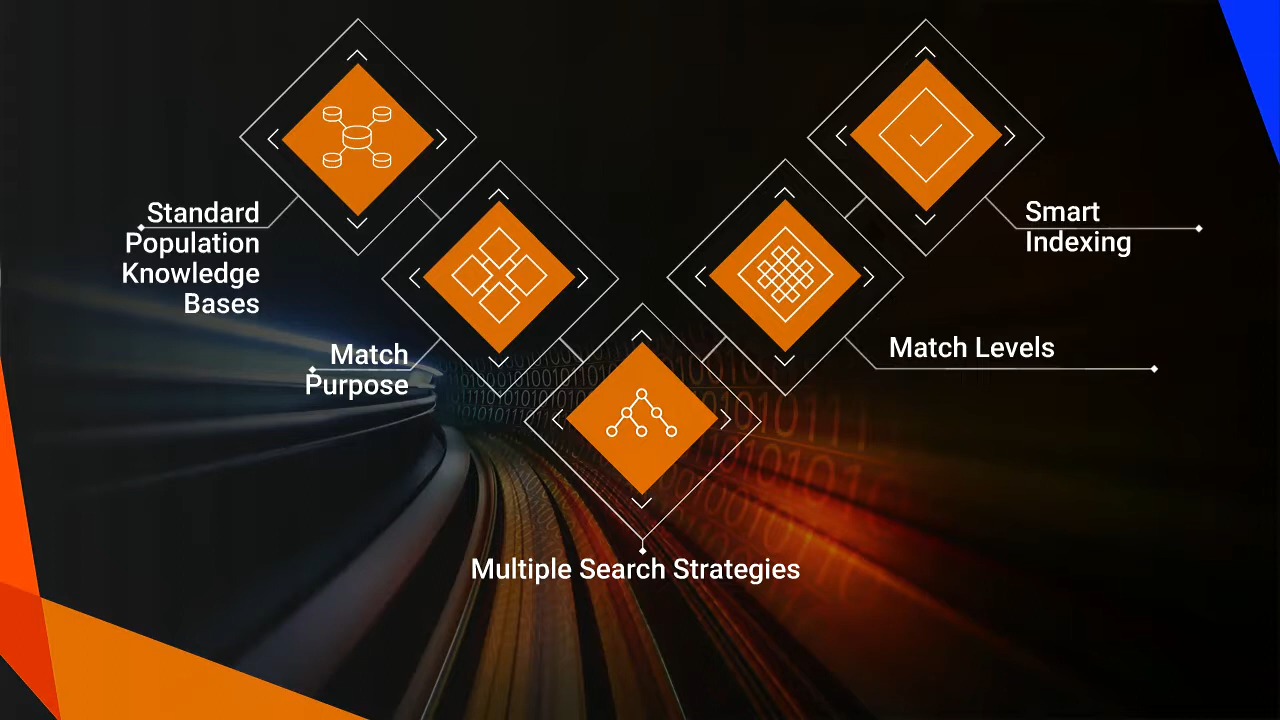 Standard
Population
Knowledge
Bases
Match
Purpose
Multiple Search Strategies
Match Levels
Smart
Indexing